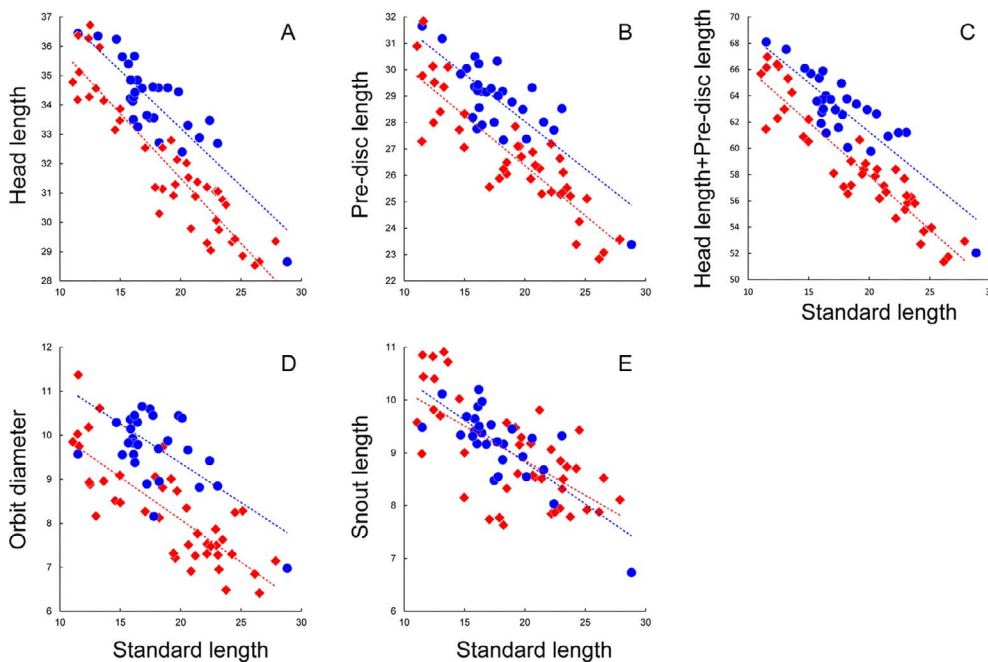 A
Head length
37
36
35
34
33
32
31
30
29
28
10 15 20 25 30
B
Pre-disc length
32
31
30
29
28
27
26
25
24
23
22
10 15 20 25 30
C
Head length+Pre-disc length
70
68
66
64
62
60
58
56
54
52
50
10 15 20 25 30
Standard length
D
Orbit diameter
12
11
10
9
8
7
6
10 15 20 25 30
Standard length
E
Snout length
11
10
9
8
7
6
10 15 20 25 30
Standard length